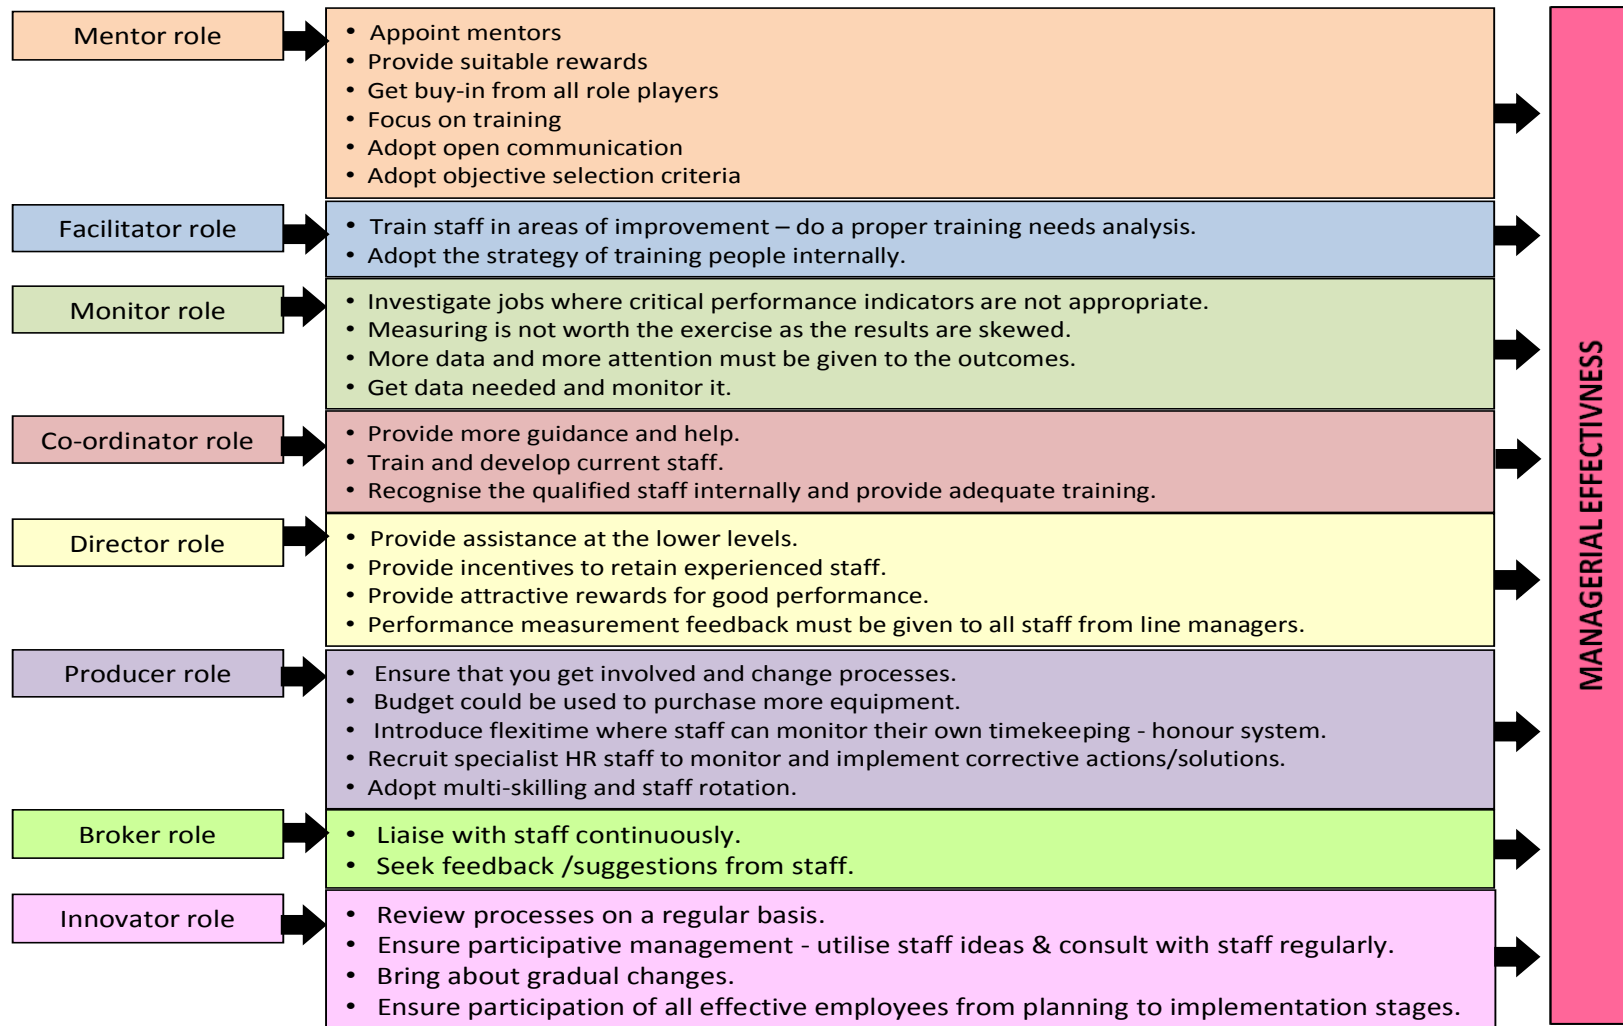 Mentor role
• Appoint mentors
• Provide suitable rewards
• Get buy-in from all role players
• Focus on training
• Adopt open communication
• Adopt objective selection criteria
Facilitator role
• Train staff in areas of improvement – do a proper training needs analysis.
• Adopt the strategy of training people internally.
Monitor role
• Investigate jobs where critical performance indicators are not appropriate.
• Measuring is not worth the exercise as the results are skewed.
• More data and more attention must be given to the outcomes.
• Get data needed and monitor it.
Co-ordinator role
• Provide more guidance and help.
• Train and develop current staff.
• Recognise the qualified staff internally and provide adequate training.
Director role
• Provide assistance at the lower levels.
• Provide incentives to retain experienced staff.
• Provide attractive rewards for good performance.
• Performance measurement feedback must be given to all staff from line managers.
Producer role
• Ensure that you get involved and change processes.
• Budget could be used to purchase more equipment.
• Introduce flexitime where staff can monitor their own timekeeping - honour system.
• Recruit specialist HR staff to monitor and implement corrective actions/solutions.
• Adopt multi-skilling and staff rotation.
Broker role
• Liaise with staff continuously.
• Seek feedback /suggestions from staff.
Innovator role
• Review processes on a regular basis.
• Ensure participative management - utilise staff ideas & consult with staff regularly.
• Bring about gradual changes.
• Ensure participation of all effective employees from planning to implementation stages.
MANAGERIAL EFFECTIVNESS